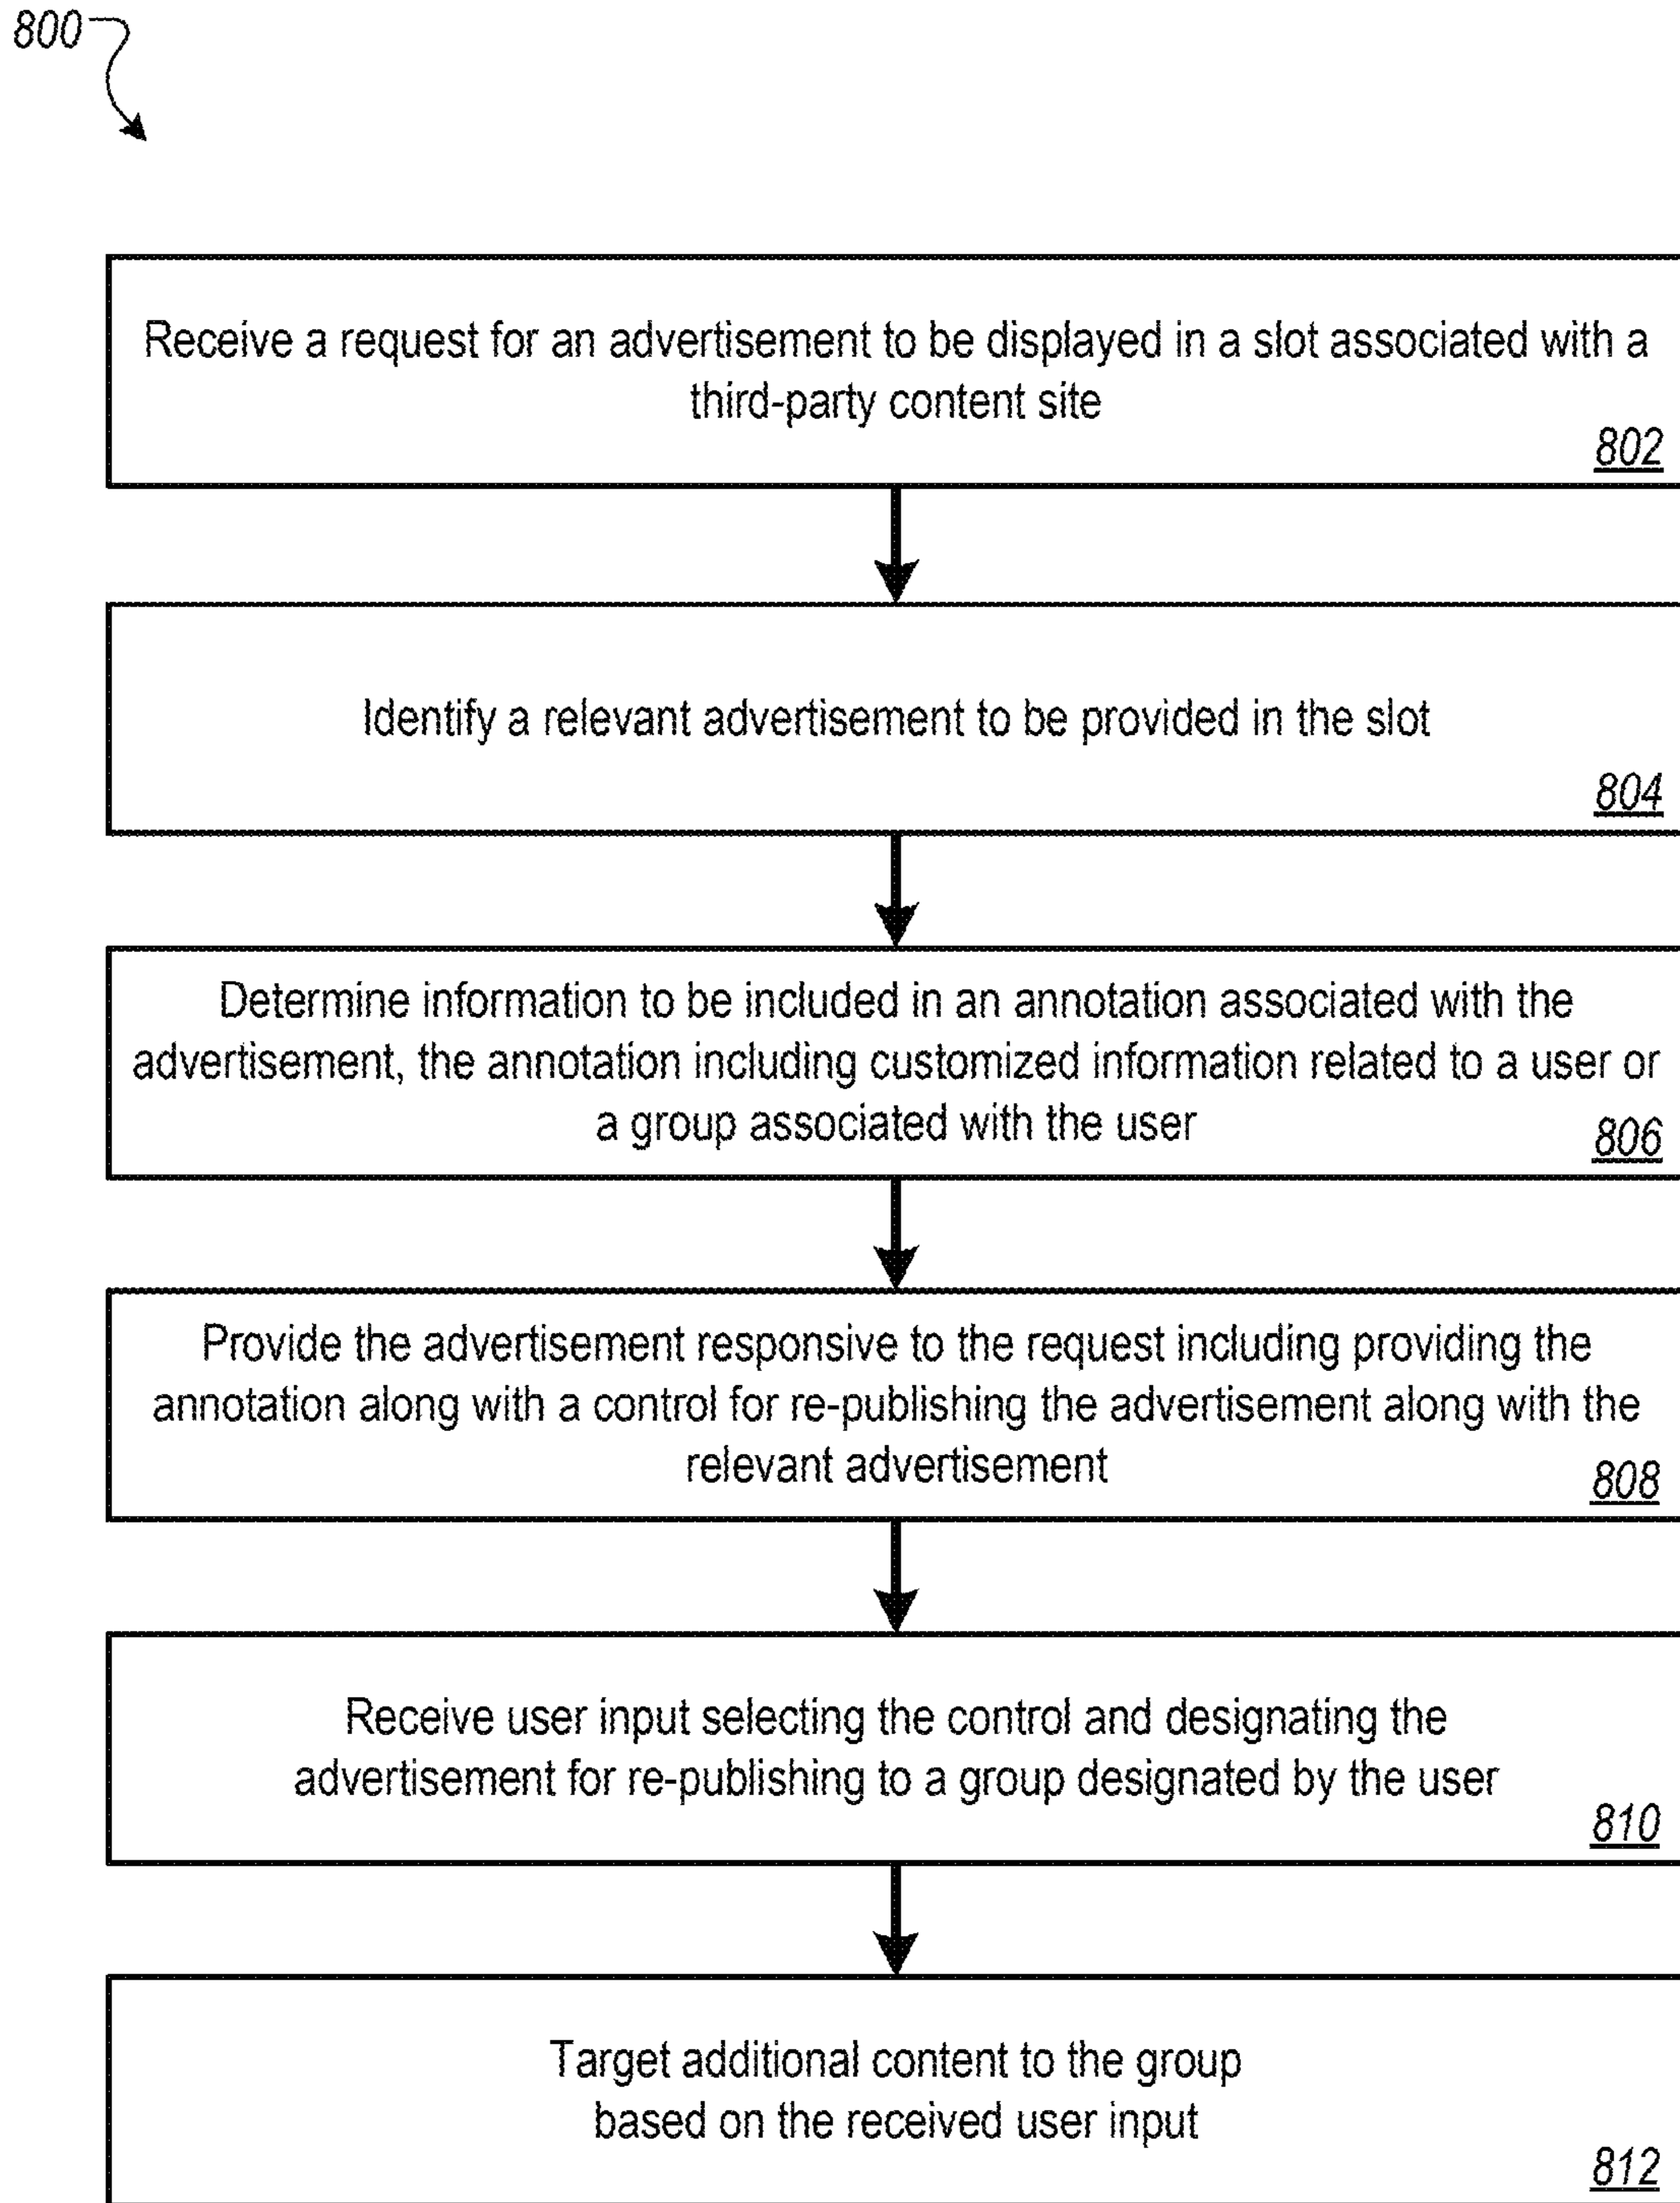 800
Receive a request for an advertisement to be displayed in a slot associated with a
third-party content site
802
Identify a relevant advertisement to be provided in the slot
804
Determine information to be included in an annotation associated with the
advertisement, the annotation including customized information related to a user or
a group associated with the user
806
Provide the advertisement responsive to the request including providing the
annotation along with a control for re-publishing the advertisement along with the
relevant advertisement
808
Receive user input selecting the control and designating the
advertisement for re-publishing to a group designated by the user
810
Target additional content to the group
based on the received user input
812